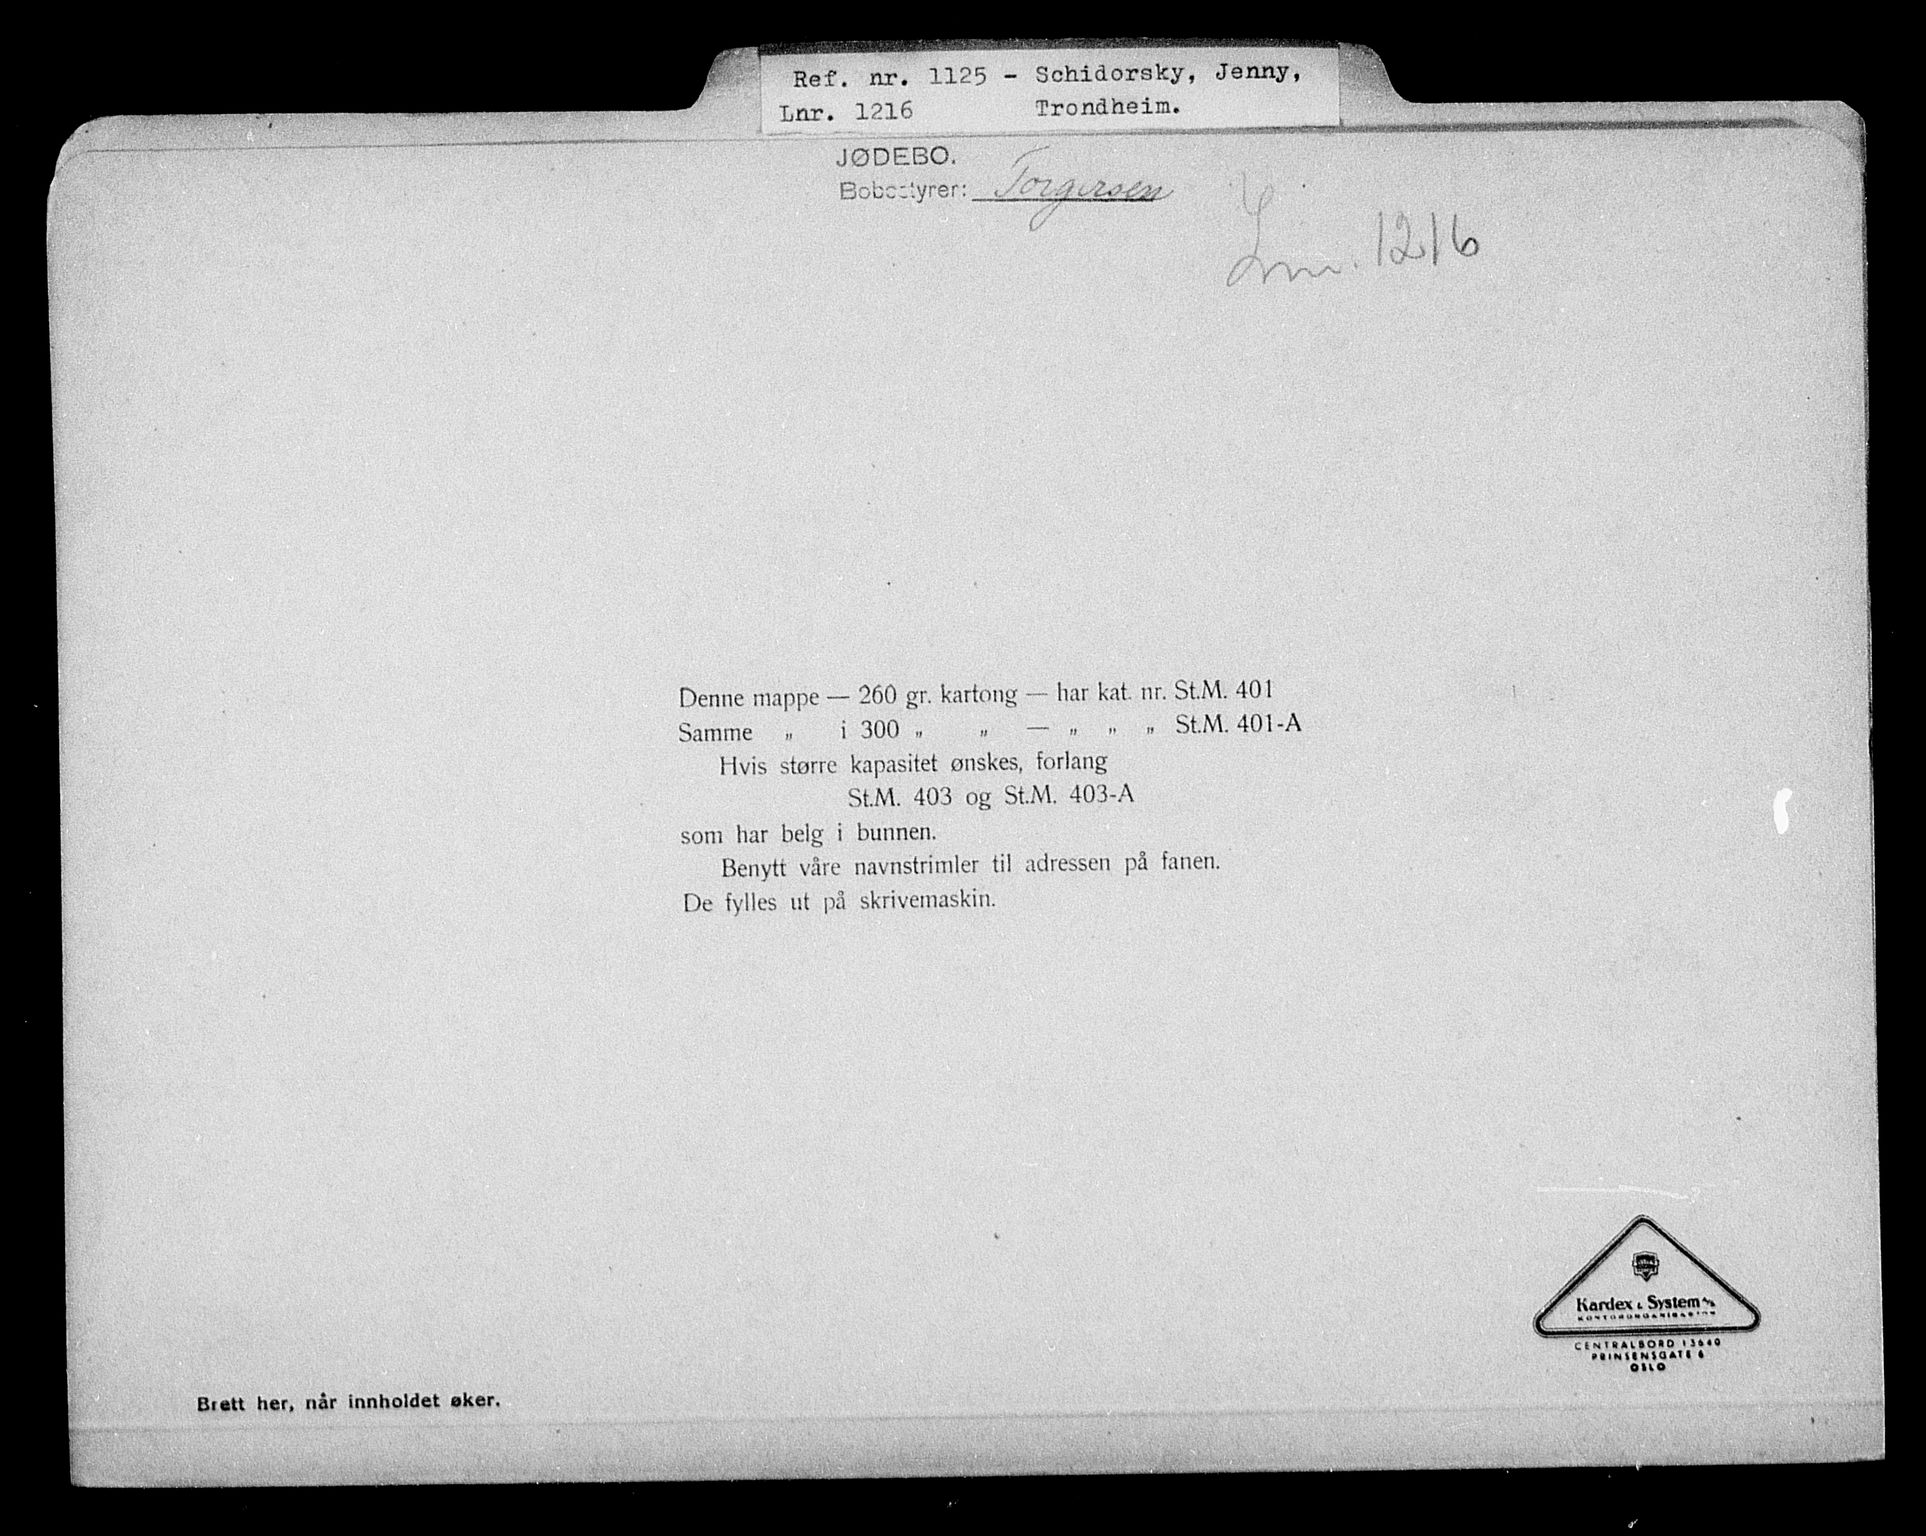 Ref. nr. 1125 - Schidorsky, Jenny,
Lnr. 1216 Trondheim.
JØDEBO.
Bobestyrer: Torgersen
Lnr. 1216
Denne mappe — 260 gr. kartong — har kat. nr. St.M. 401
Samme „ i 300 „ „ — „ „ „ St.M. 401-A
Hvis større kapasitet ønskes, forlang
St.M. 403 og St.M. 403-A
som har belg i bunnen.
Benytt våre navnstrimler til adressen på fanen.
De fylles ut på skrivemaskin.
Kardex & System A/S
KONTORORGANISASJON
CENTRALBORD 13640
PRINSENSGATE 6
OSLO
Brett her, når innholdet øker.